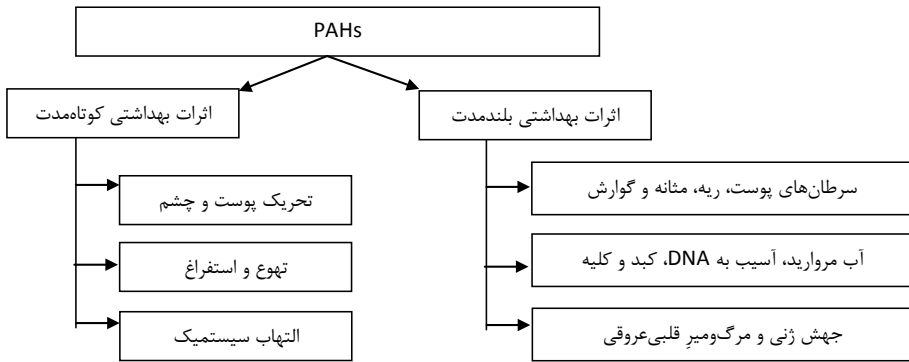 PAHs
اثرات بهداشتی بلندمدت
سرطان‌های پوست، ریه، مثانه و گوارش
آب مروارید، آسیب به DNA، کبد و کلیه
جهش ژنی و مرگ‌ومیرِ قلبی‌عروقی
اثرات بهداشتی کوتاه‌مدت
تحریک پوست و چشم
تهوع و استفراغ
التهاب سیستمیک